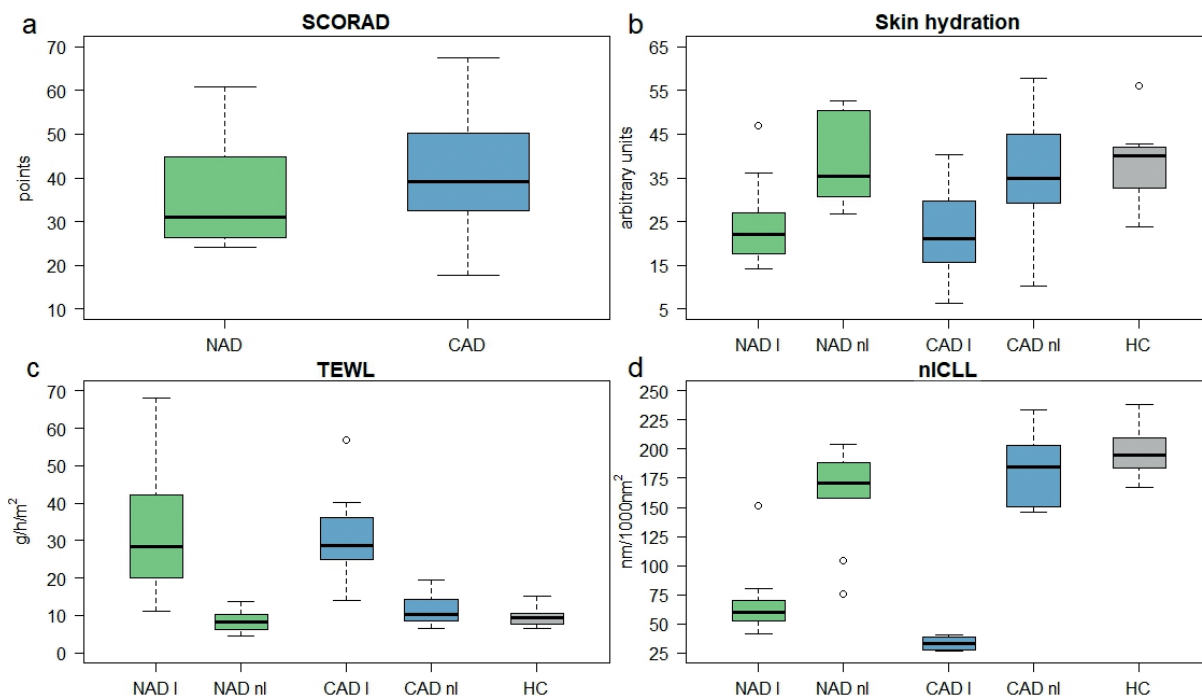 a
SCORAD
70
60
50
40
30
20
10
points
NAD
CAD
b
Skin hydration
65
55
45
35
25
15
5
arbitrary units
NAD l
NAD nl
CAD l
CAD nl
HC
c
TEWL
70
60
50
40
30
20
10
0
g/h/m²
NAD l
NAD nl
CAD l
CAD nl
HC
d
nlCLL
250
225
200
175
150
125
100
75
50
25
nm/1000nm²
NAD l
NAD nl
CAD l
CAD nl
HC